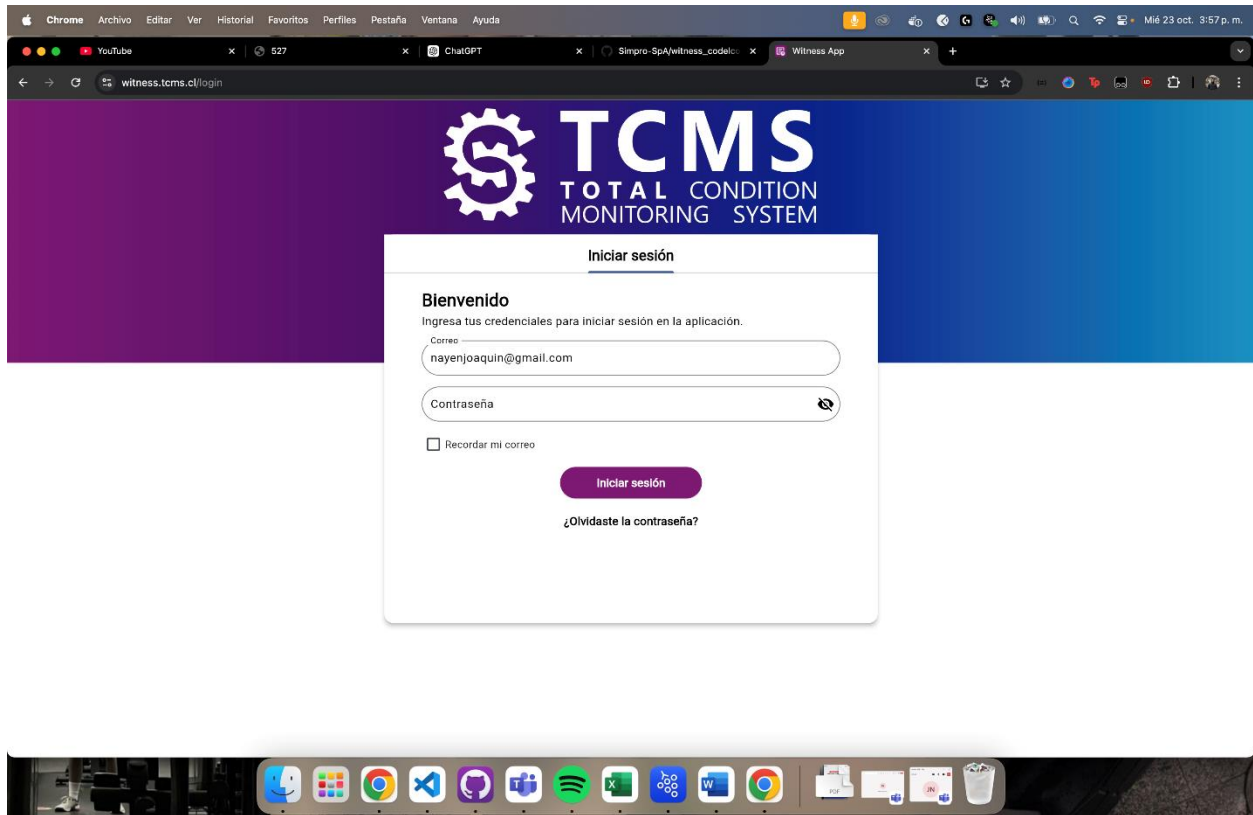 Chrome Archivo Editar Ver Historial Favoritos Perfiles Pestaña Ventana Ayuda Mié 23 oct. 3:57 p. m.
YouTube 527 ChatGPT Simpro-SpA/witness_codelco Witness App
witness.tcms.cl/login
TCMS
TOTAL CONDITION
MONITORING SYSTEM
Iniciar sesión
Bienvenido
Ingresa tus credenciales para iniciar sesión en la aplicación.
Correo
nayenjoaquin@gmail.com
Contraseña
Recordar mi correo
Iniciar sesión
¿Olvidaste la contraseña?
PDF JN